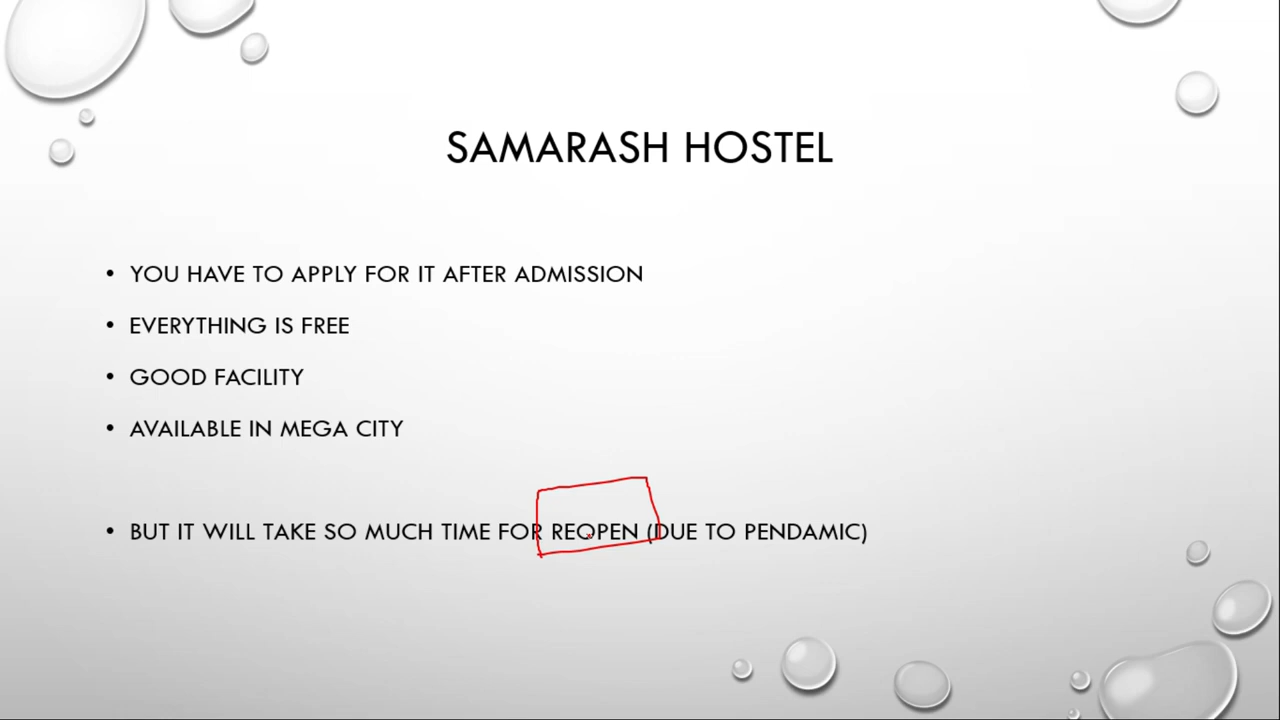 SAMARASH HOSTEL
• YOU HAVE TO APPLY FOR IT AFTER ADMISSION
• EVERYTHING IS FREE
• GOOD FACILITY
• AVAILABLE IN MEGA CITY
• BUT IT WILL TAKE SO MUCH TIME FOR REOPEN (DUE TO PENDAMIC)